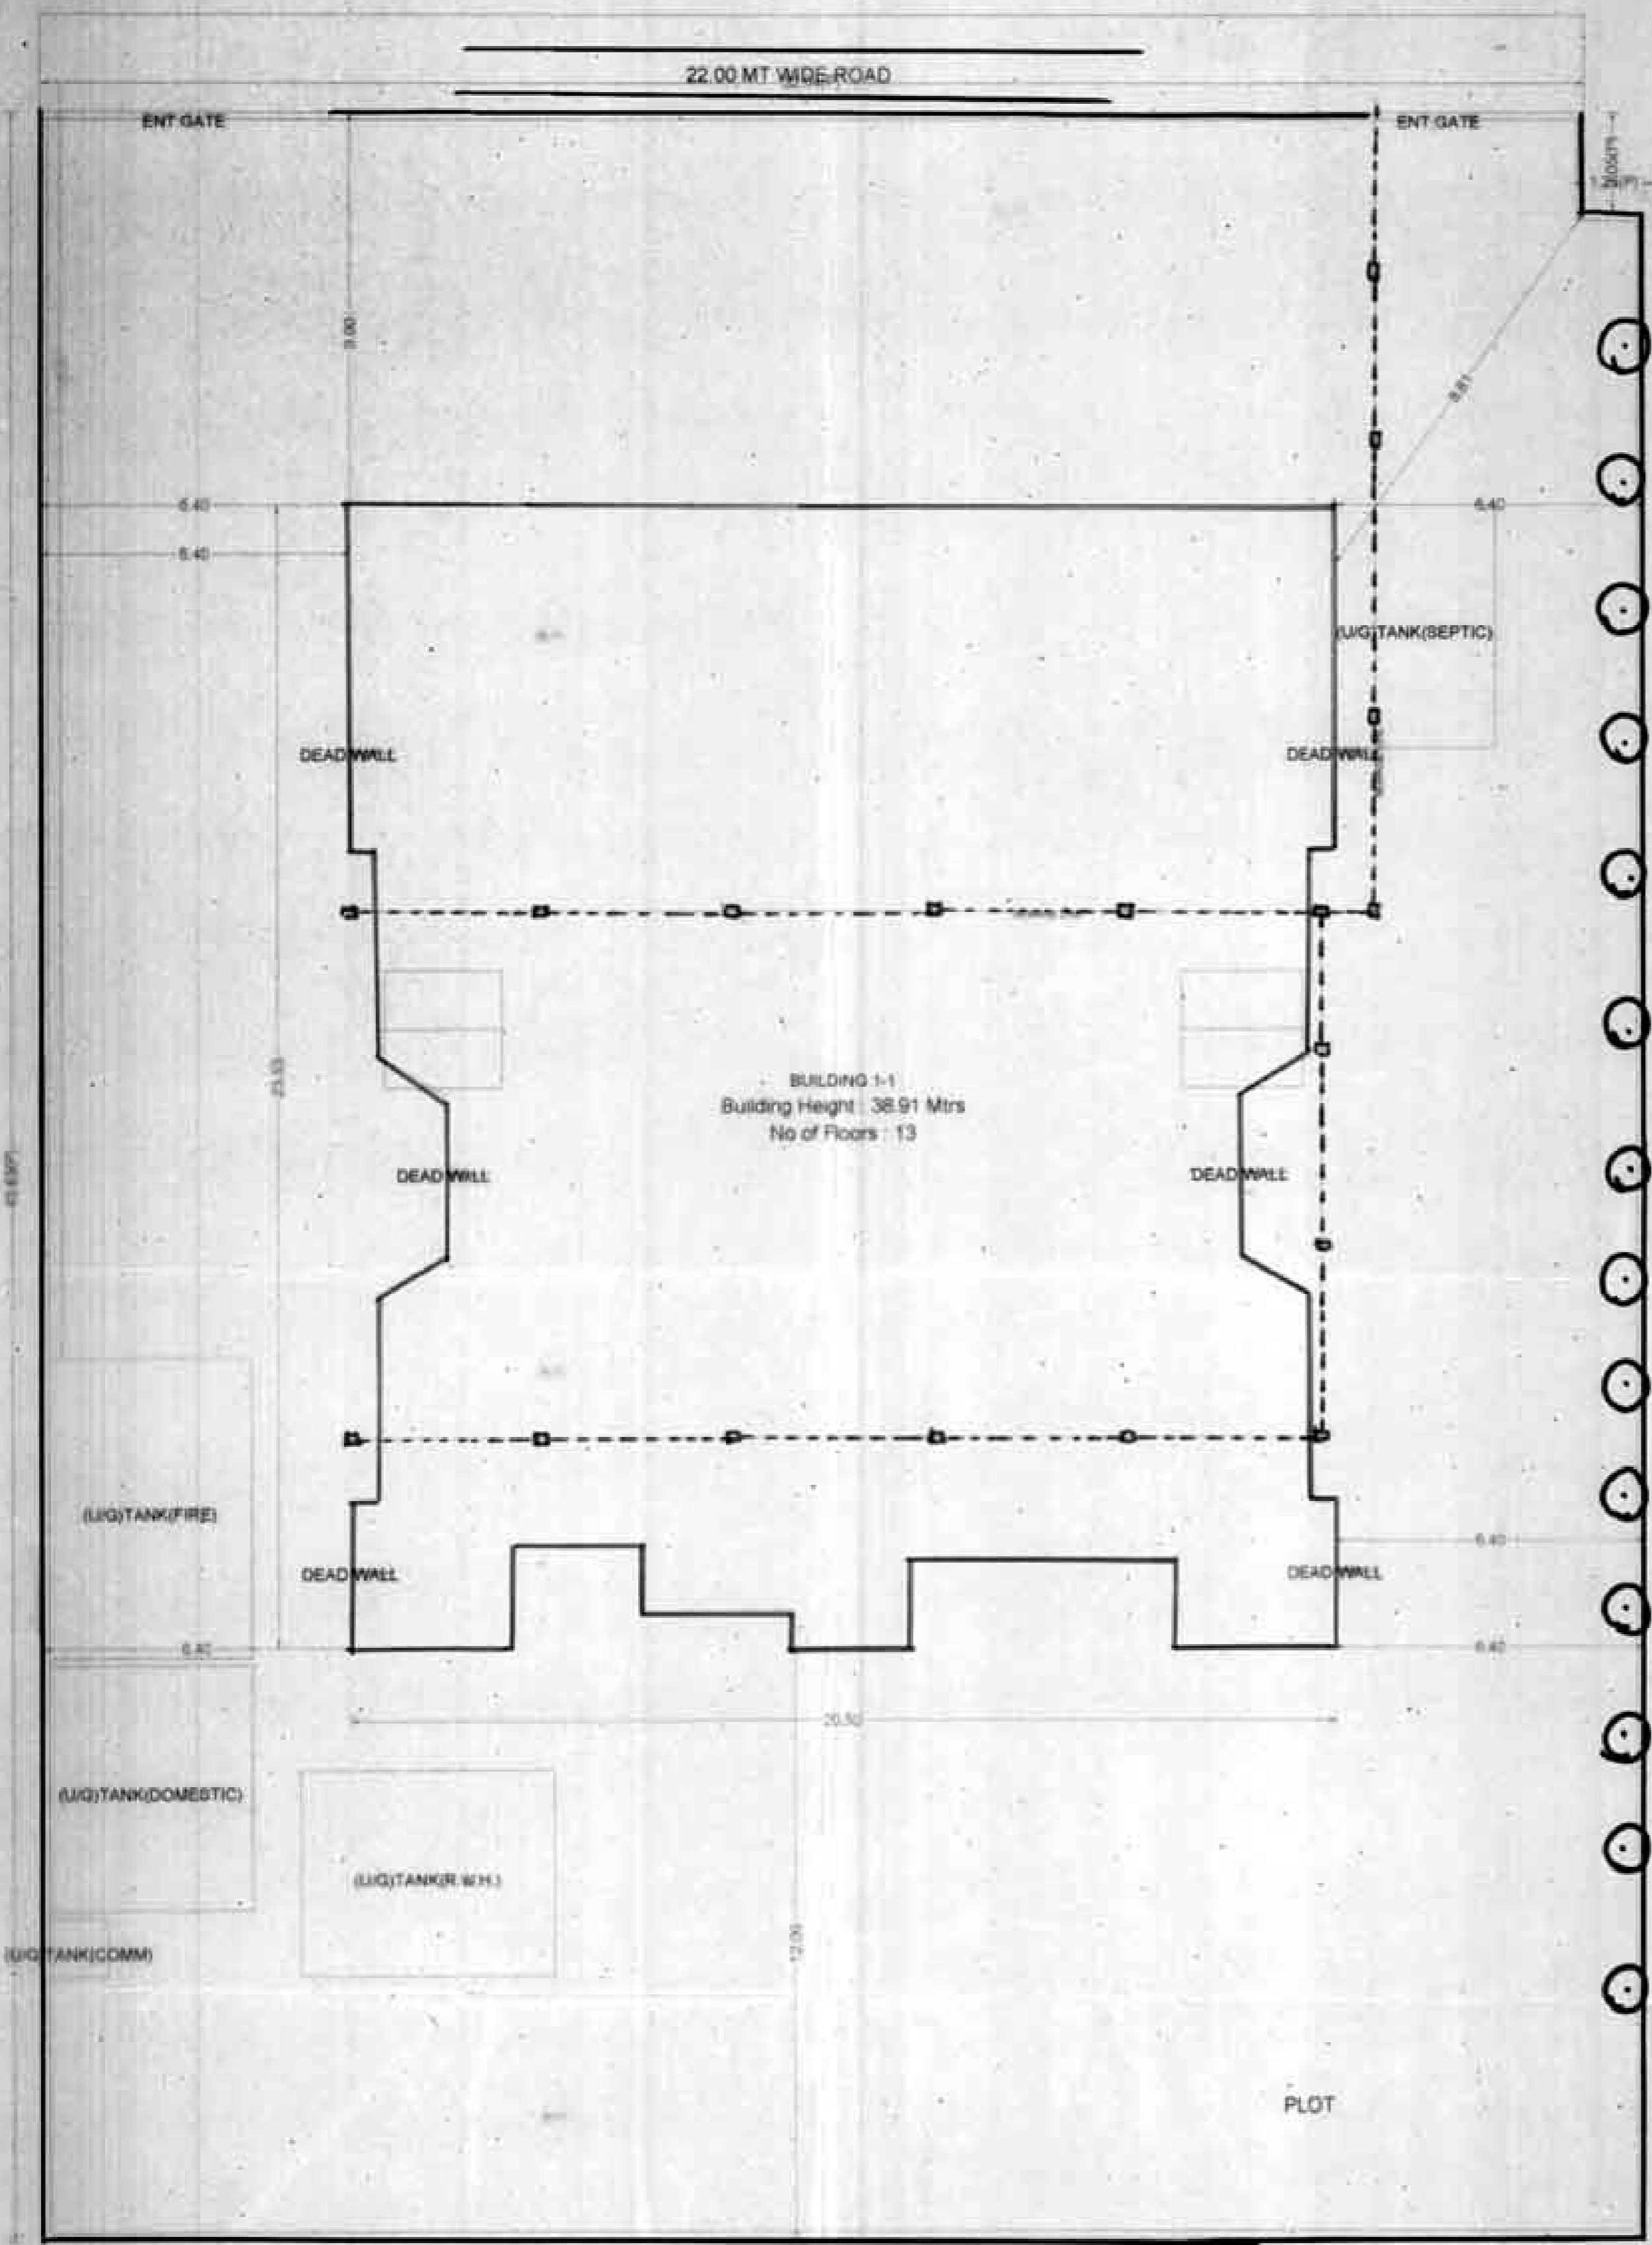 22.00 MT WIDE ROAD
ENT GATE
ENT GATE
9.00
8.81
6.40
6.40
6.40
(U/G)TANK(SEPTIC)
DEAD WALL
DEAD WALL
BUILDING 1-1
Building Height : 38.91 Mtrs
No of Floors : 13
DEAD WALL
DEAD WALL
(U/G)TANK(FIRE)
6.40
DEAD WALL
DEAD WALL
6.40
6.40
20.50
(U/G)TANK(DOMESTIC)
(U/G)TANK(R.W.H.)
12.00
(U/G)TANK(COMM)
PLOT